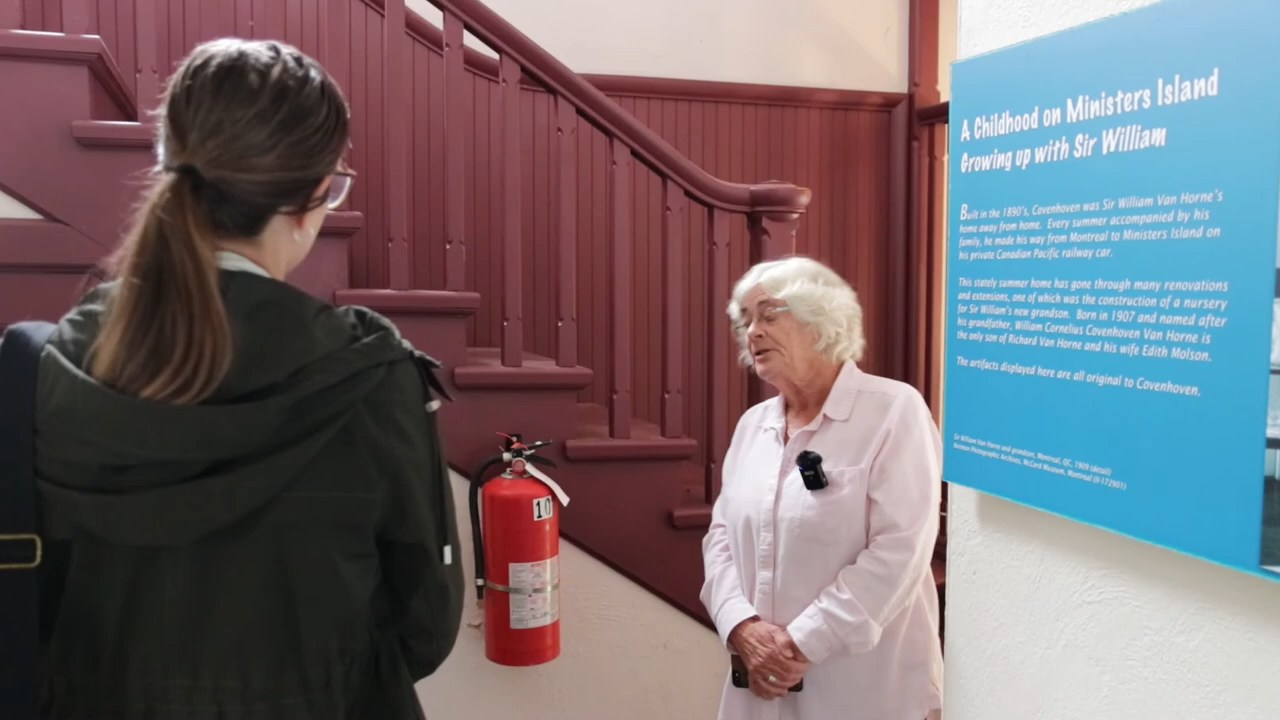 A Childhood on Ministers Island
Growing up with Sir William
Built in the 1890's, Covenhoven was Sir William Van Horne's
home away from home. Every summer accompanied by his
family, he made his way from Montreal to Ministers Island on
his private Canadian Pacific railway car.
This stately summer home has gone through many renovations
and extensions, one of which was the construction of a nursery
for Sir William's new grandson. Born in 1907 and named after
his grandfather, William Cornelius Covenhoven Van Horne is
the only son of Richard Van Horne and his wife Edith Molson.
The artifacts displayed here are all original to Covenhoven.
Sir William Van Horne and grandson, Montreal, QC, 1909 (detail)
Notman Photographic Archives, McCord Museum, Montreal (II-172901)
10